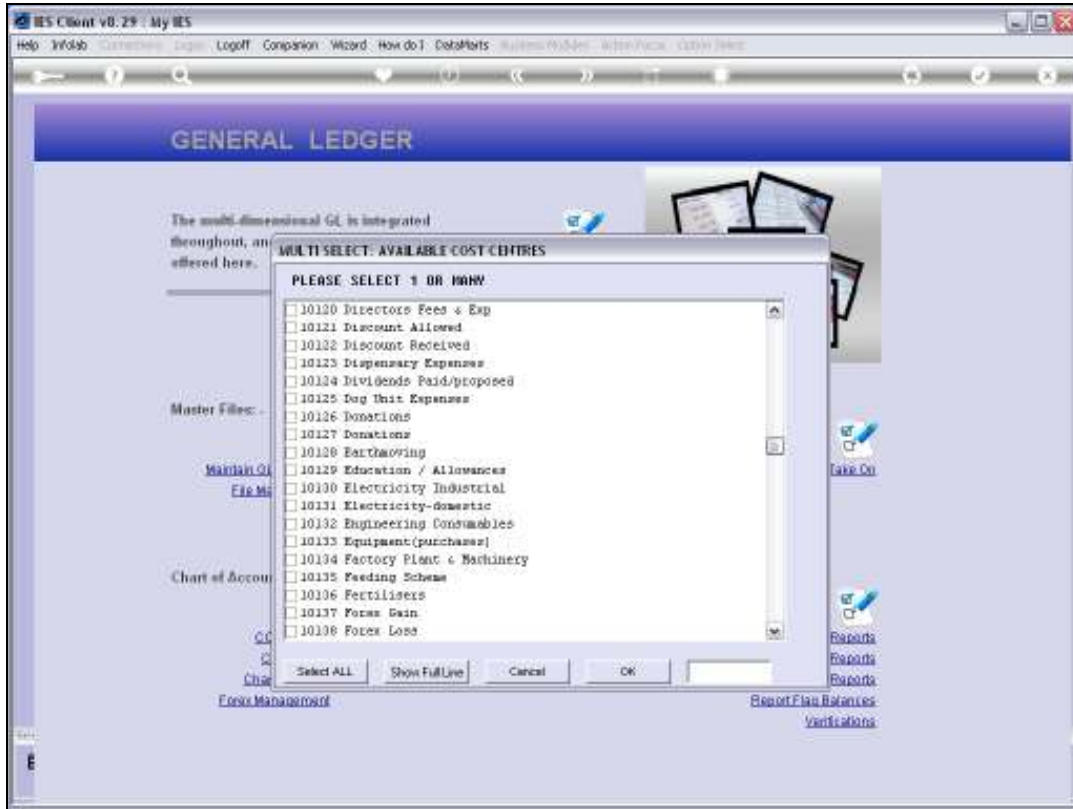 IES Client v8.29 : My IES
Help Infolab Logoff Companion Wizard How do I DataMarts
GENERAL LEDGER
The multi-dimensional GL is integrated
throughout, an
offered here.
MULTI SELECT: AVAILABLE COST CENTRES
PLEASE SELECT 1 OR MANY
10120 Directors Fees & Exp
10121 Discount Allowed
10122 Discount Received
10123 Dispensary Expenses
10124 Dividends Paid/proposed
10125 Dog Unit Expenses
10126 Donations
10127 Donations
10128 Earthmoving
10129 Education / Allowances
10130 Electricity Industrial
10131 Electricity-domestic
10132 Engineering Consumables
10133 Equipment(purchases)
10134 Factory Plant & Machinery
10135 Feeding Scheme
10136 Fertilisers
10137 Forex Gain
10138 Forex Loss
Select ALL Show Full Line Cancel OK
Master Files: .
Maintain Take On
File Ma
Chart of Accou
Reports
Reports
Char Reports
Forex Management Report Flag Balances
Verifications